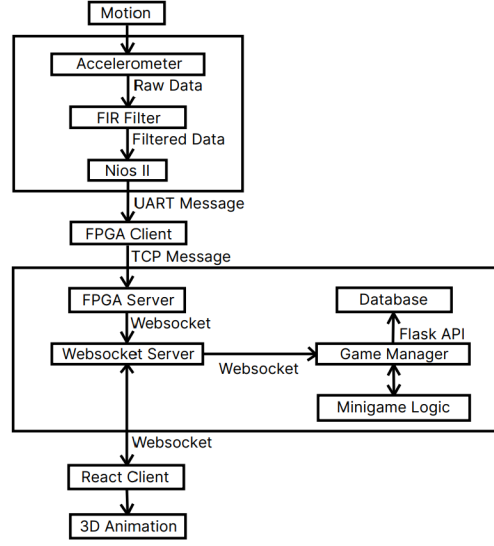 Motion
Accelerometer
Raw Data
FIR Filter
Filtered Data
Nios II
UART Message
FPGA Client
TCP Message
FPGA Server
Database
Websocket
Flask API
Websocket Server
Game Manager
Websocket
Minigame Logic
Websocket
React Client
3D Animation